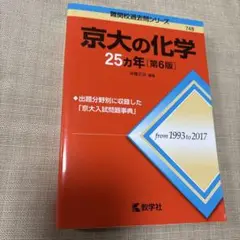 難関校過去問シリーズ
748
京大の化学
25カ年[第6版]
●出題分野別に収録した
「京大入試問題事典」
from 1993 to 2017
教学社